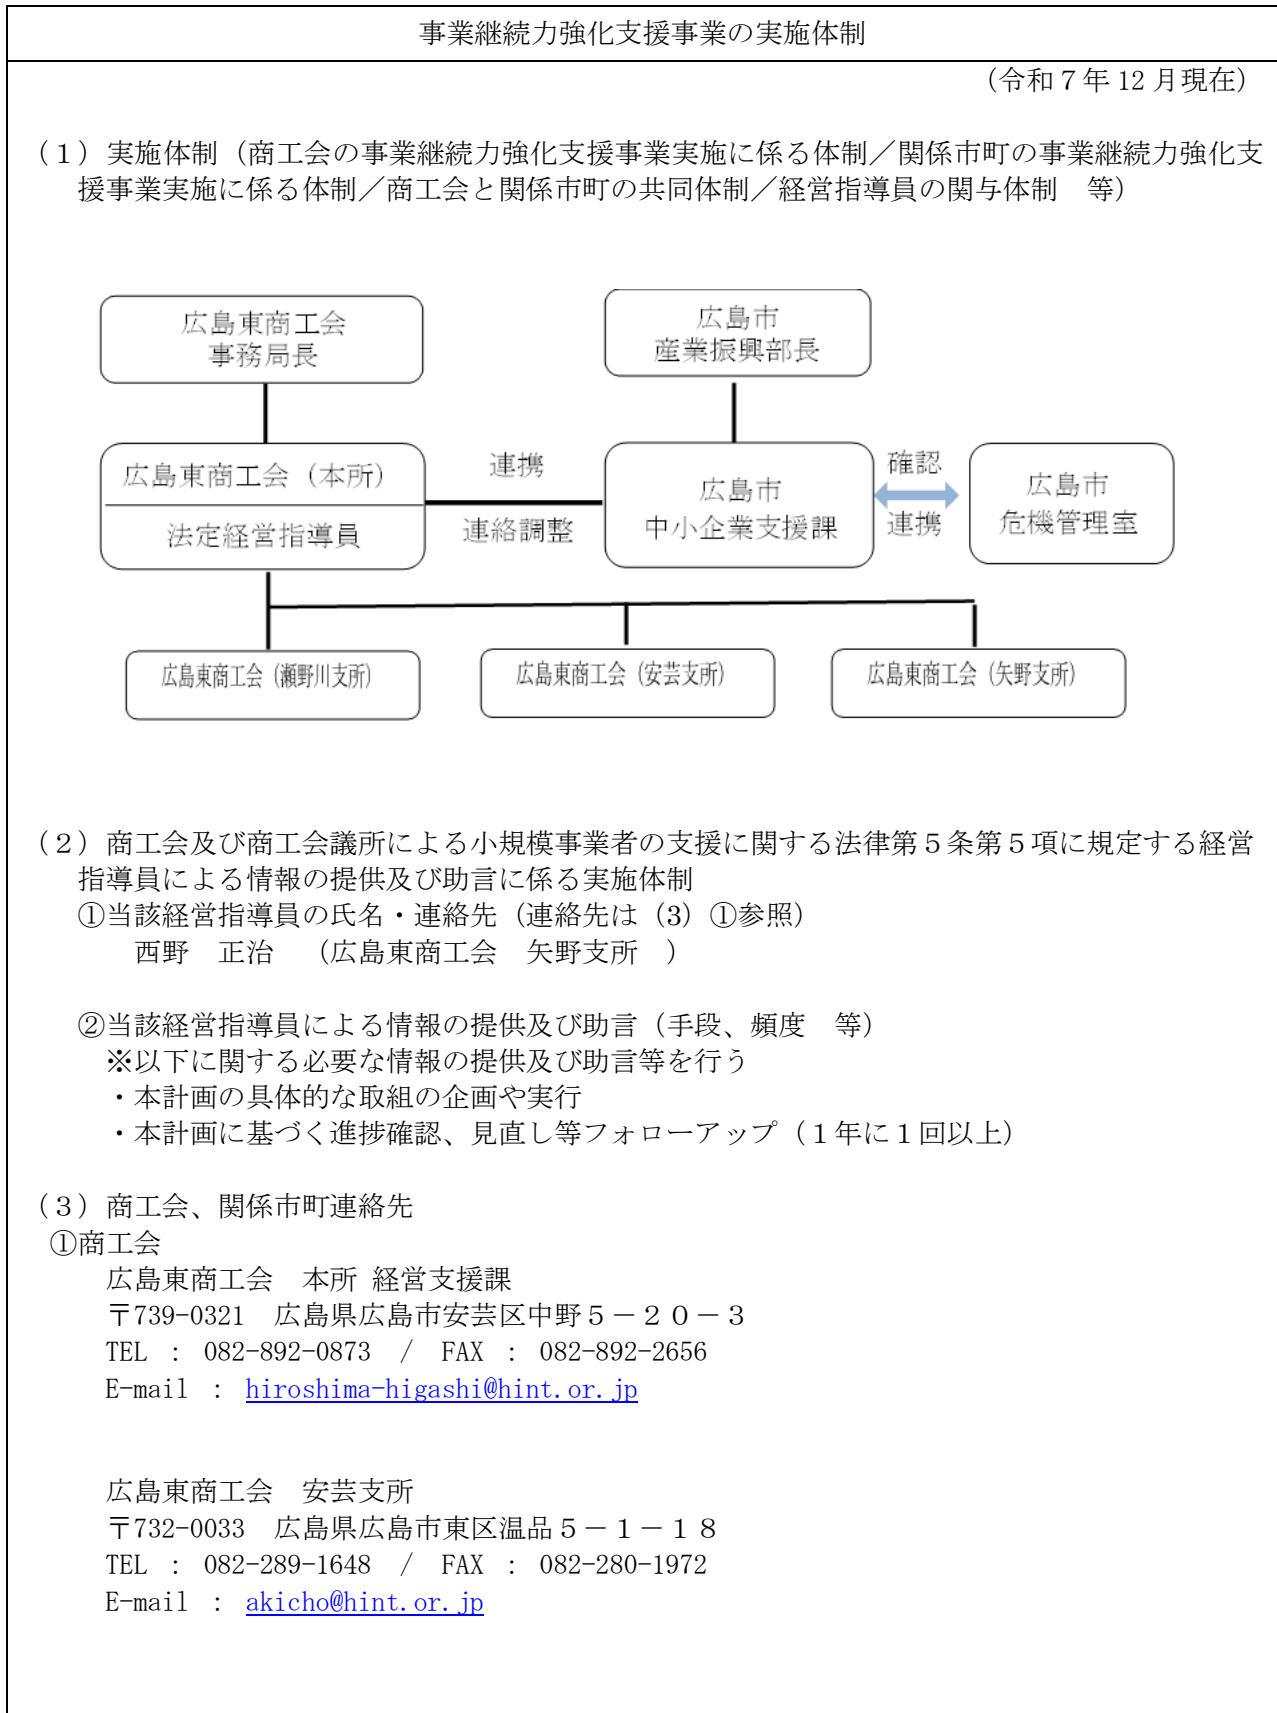 事業継続力強化支援事業の実施体制
（令和７年 12 月現在）
（１）実施体制（商工会の事業継続力強化支援事業実施に係る体制／関係市町の事業継続力強化支
援事業実施に係る体制／商工会と関係市町の共同体制／経営指導員の関与体制　等）
広島東商工会
事務局長
広島市
産業振興部長
広島東商工会（本所）
法定経営指導員
連携
連絡調整
広島市
中小企業支援課
確認
連携
広島市
危機管理室
広島東商工会（瀬野川支所）
広島東商工会（安芸支所）
広島東商工会（矢野支所）
（２）商工会及び商工会議所による小規模事業者の支援に関する法律第５条第５項に規定する経営
指導員による情報の提供及び助言に係る実施体制
①当該経営指導員の氏名・連絡先（連絡先は（3）①参照）
西野　正治　（広島東商工会　矢野支所　）
②当該経営指導員による情報の提供及び助言（手段、頻度　等）
※以下に関する必要な情報の提供及び助言等を行う
・本計画の具体的な取組の企画や実行
・本計画に基づく進捗確認、見直し等フォローアップ（１年に１回以上）
（３）商工会、関係市町連絡先
①商工会
広島東商工会　本所 経営支援課
〒739-0321　広島県広島市安芸区中野５－２０－３
TEL : 082-892-0873 / FAX : 082-892-2656
E-mail : hiroshima-higashi@hint.or.jp
広島東商工会　安芸支所
〒732-0033　広島県広島市東区温品５－１－１８
TEL : 082-289-1648 / FAX : 082-280-1972
E-mail : akicho@hint.or.jp